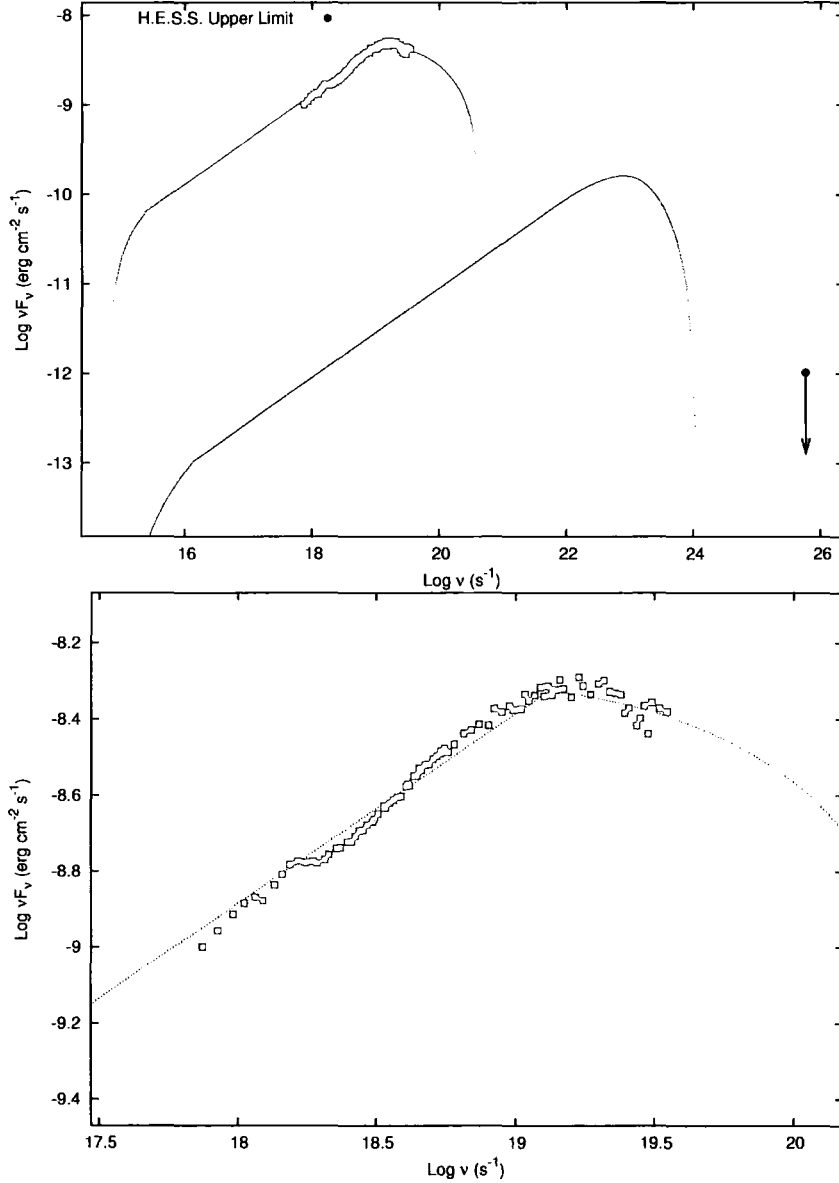 H.E.S.S. Upper Limit
-8
-9
-10
-11
-12
-13
Log νFν (erg cm-2 s-1)
16 18 20 22 24 26
Log ν (s-1)
-8.2
-8.4
-8.6
-8.8
-9
-9.2
-9.4
Log νFν (erg cm-2 s-1)
17.5 18 18.5 19 19.5 20
Log ν (s-1)